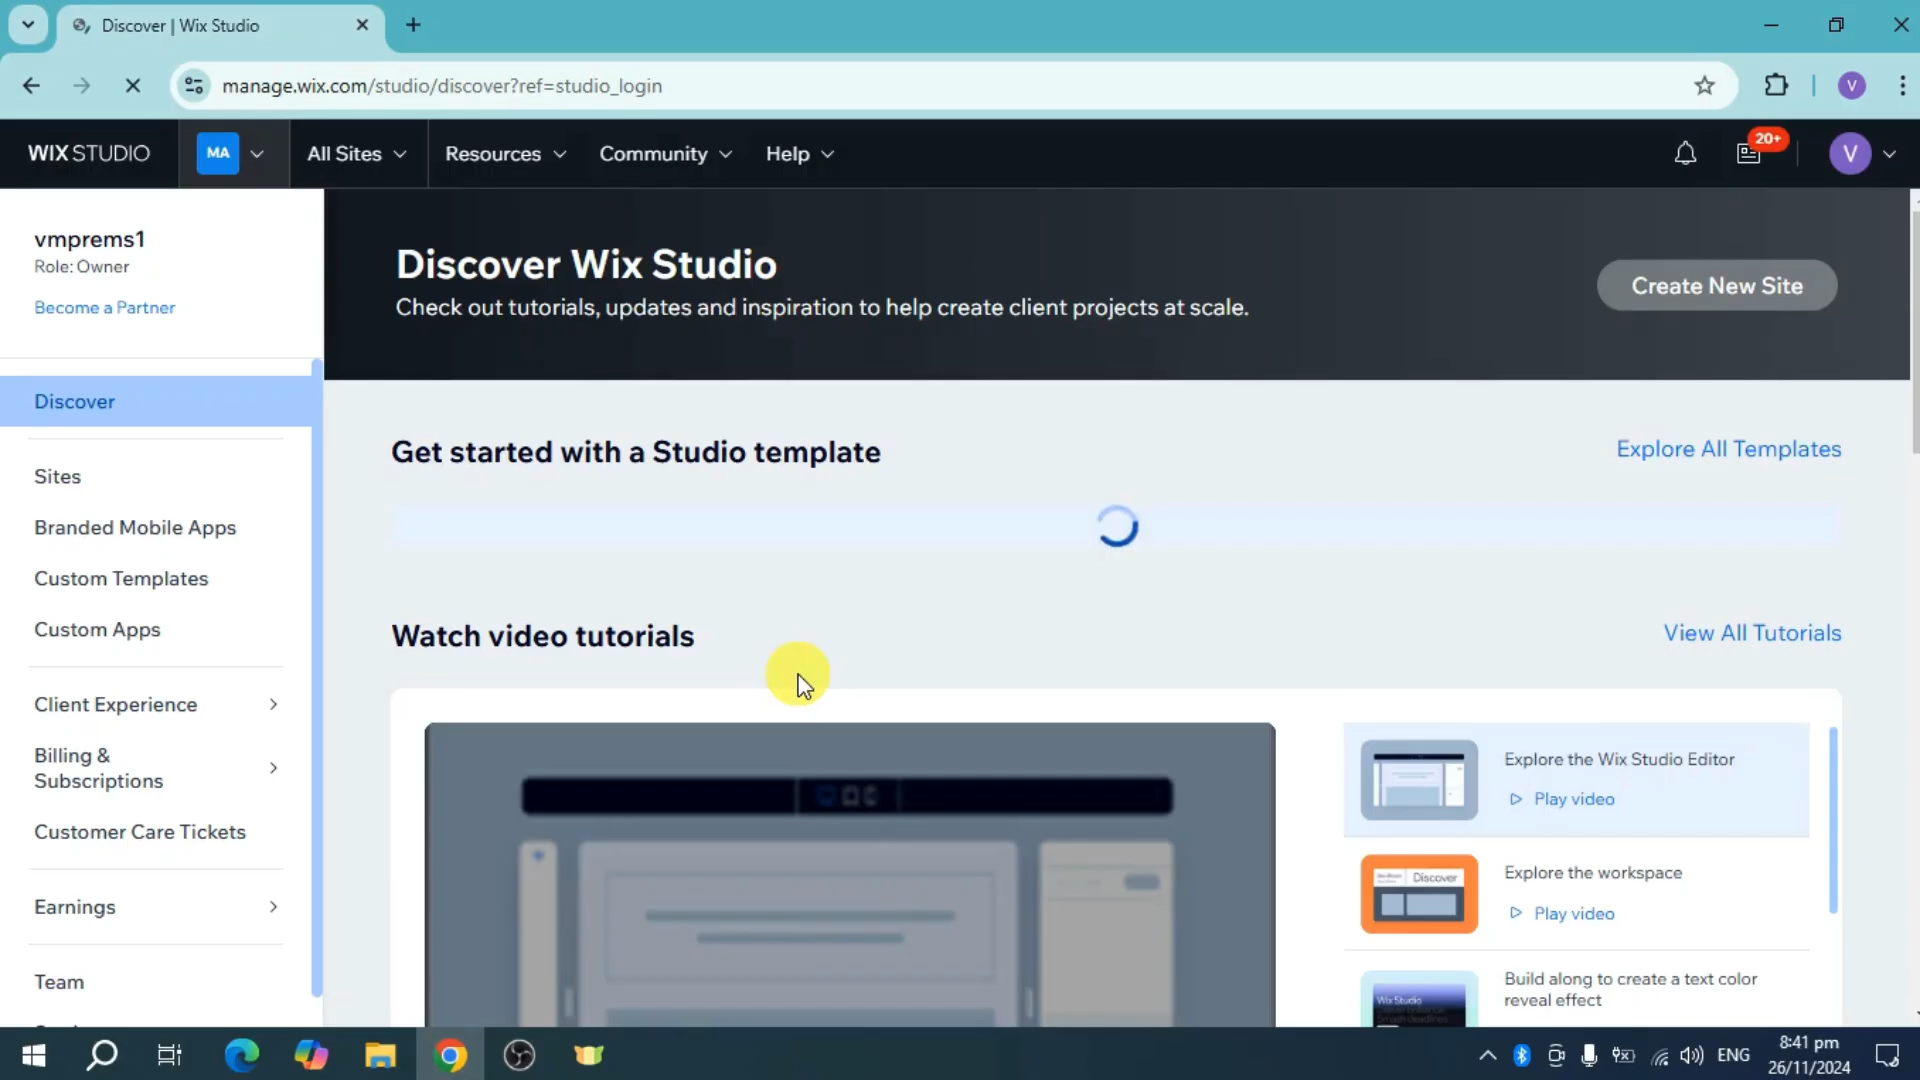 Discover | Wix Studio
manage.wix.com/studio/discover?ref=studio_login
V
WIX STUDIO
MA
All Sites
Resources
Community
Help
20+
V
vmprems1
Role: Owner
Become a Partner
Discover
Sites
Branded Mobile Apps
Custom Templates
Custom Apps
Client Experience
Billing &
Subscriptions
Customer Care Tickets
Earnings
Team
Discover Wix Studio
Check out tutorials, updates and inspiration to help create client projects at scale.
Create New Site
Get started with a Studio template
Explore All Templates
Watch video tutorials
View All Tutorials
Explore the Wix Studio Editor
Play video
Discover
Explore the workspace
Play video
Wix Studio
Build along to create a text color
reveal effect
ENG
8:41 pm
26/11/2024